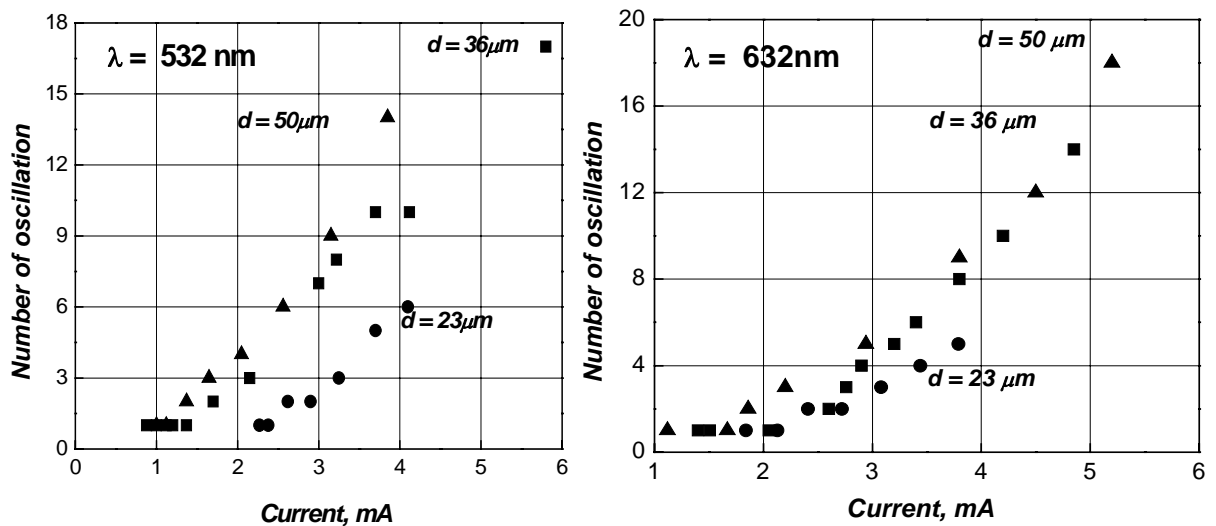 λ = 532 nm
d = 36μm
d = 50μm
d = 23μm
Number of oscillation
18
15
12
9
6
3
0
0 1 2 3 4 5 6
Current, mA
λ = 632nm
d = 50 μm
d = 36 μm
d = 23 μm
Number of oscillation
20
16
12
8
4
0
1 2 3 4 5 6
Current, mA